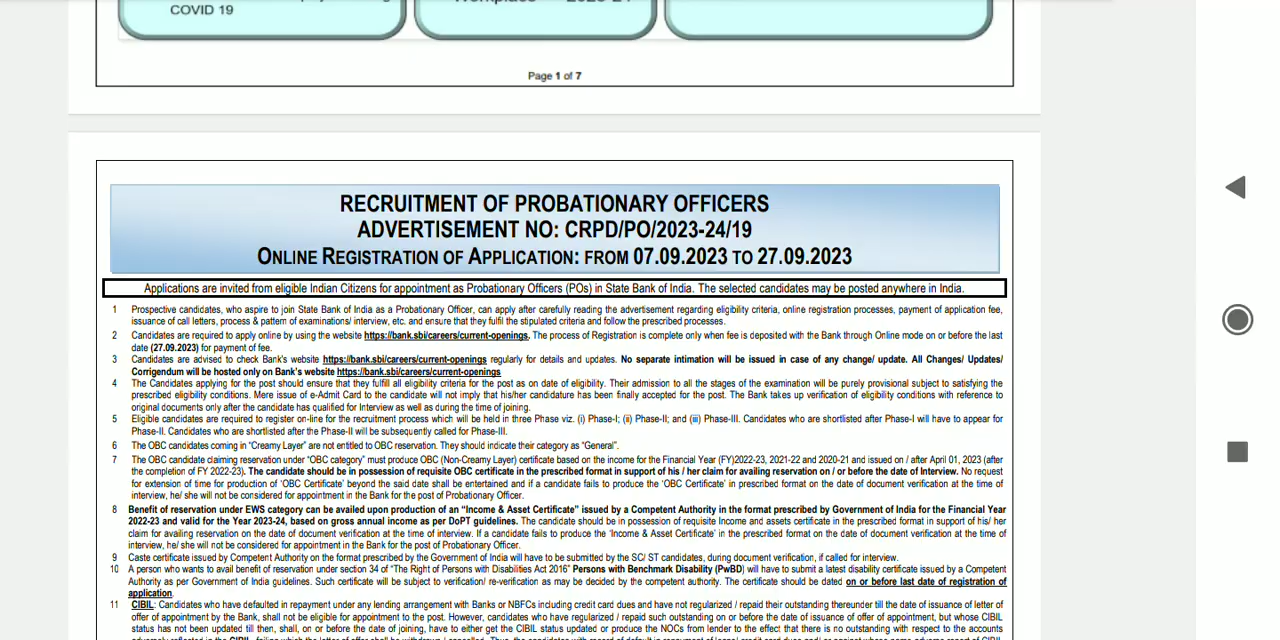 COVID 19
Workplace 2023-24
Page 1 of 7
RECRUITMENT OF PROBATIONARY OFFICERS
ADVERTISEMENT NO: CRPD/PO/2023-24/19
ONLINE REGISTRATION OF APPLICATION: FROM 07.09.2023 TO 27.09.2023
Applications are invited from eligible Indian Citizens for appointment as Probationary Officers (POs) in State Bank of India. The selected candidates may be posted anywhere in India.
1 Prospective candidates, who aspire to join State Bank of India as a Probationary Officer, can apply after carefully reading the advertisement regarding eligibility criteria, online registration processes, payment of application fee,
issuance of call letters, process & pattern of examinations/ interview, etc. and ensure that they fulfil the stipulated criteria and follow the prescribed processes.
2 Candidates are required to apply online by using the website https://bank.sbi/careers/current-openings. The process of Registration is complete only when fee is deposited with the Bank through Online mode on or before the last
date (27.09.2023) for payment of fee.
3 Candidates are advised to check Bank's website https://bank.sbi/careers/current-openings regularly for details and updates. No separate intimation will be issued in case of any change/ update. All Changes/ Updates/
Corrigendum will be hosted only on Bank's website https://bank.sbi/careers/current-openings
4 The Candidates applying for the post should ensure that they fulfill all eligibility criteria for the post as on date of eligibility. Their admission to all the stages of the examination will be purely provisional subject to satisfying the
prescribed eligibility conditions. Mere issue of e-Admit Card to the candidate will not imply that his/her candidature has been finally accepted for the post. The Bank takes up verification of eligibility conditions with reference to
original documents only after the candidate has qualified for Interview as well as during the time of joining.
5 Eligible candidates are required to register on-line for the recruitment process which will be held in three Phase viz. (i) Phase-I; (ii) Phase-II; and (iii) Phase-III. Candidates who are shortlisted after Phase-I will have to appear for
Phase-II. Candidates who are shortlisted after the Phase-II will be subsequently called for Phase-III.
6 The OBC candidates coming in "Creamy Layer" are not entitled to OBC reservation. They should indicate their category as "General".
7 The OBC candidate claiming reservation under "OBC category" must produce OBC (Non-Creamy Layer) certificate based on the income for the Financial Year (FY)2022-23, 2021-22 and 2020-21 and issued on / after April 01, 2023 (after
the completion of FY 2022-23). The candidate should be in possession of requisite OBC certificate in the prescribed format in support of his / her claim for availing reservation on / or before the date of Interview. No request
for extension of time for production of 'OBC Certificate' beyond the said date shall be entertained and if a candidate fails to produce the 'OBC Certificate' in prescribed format on the date of document verification at the time of
interview, he/ she will not be considered for appointment in the Bank for the post of Probationary Officer.
8 Benefit of reservation under EWS category can be availed upon production of an "Income & Asset Certificate" issued by a Competent Authority in the format prescribed by Government of India for the Financial Year
2022-23 and valid for the Year 2023-24, based on gross annual income as per DoPT guidelines. The candidate should be in possession of requisite Income and assets certificate in the prescribed format in support of his/ her
claim for availing reservation on the date of document verification at the time of interview. If a candidate fails to produce the 'Income & Asset Certificate' in the prescribed format on the date of document verification at the time of
interview, he/ she will not be considered for appointment in the Bank for the post of Probationary Officer.
9 Caste certificate issued by Competent Authority on the format prescribed by the Government of India will have to be submitted by the SC/ ST candidates, during document verification, if called for interview.
10 A person who wants to avail benefit of reservation under section 34 of "The Right of Persons with Disabilities Act 2016" Persons with Benchmark Disability (PwBD) will have to submit a latest disability certificate issued by a Competent
Authority as per Government of India guidelines. Such certificate will be subject to verification/ re-verification as may be decided by the competent authority. The certificate should be dated on or before last date of registration of
application.
11 CIBIL: Candidates who have defaulted in repayment under any lending arrangement with Banks or NBFCs including credit card dues and have not regularized / repaid their outstanding thereunder till the date of issuance of letter of
offer of appointment by the Bank, shall not be eligible for appointment to the post. However, candidates who have regularized / repaid such outstanding on or before the date of issuance of offer of appointment, but whose CIBIL
status has not been updated till then, shall, on or before the date of joining, have to either get the CIBIL status updated or produce the NOCs from lender to the effect that there is no outstanding with respect to the accounts